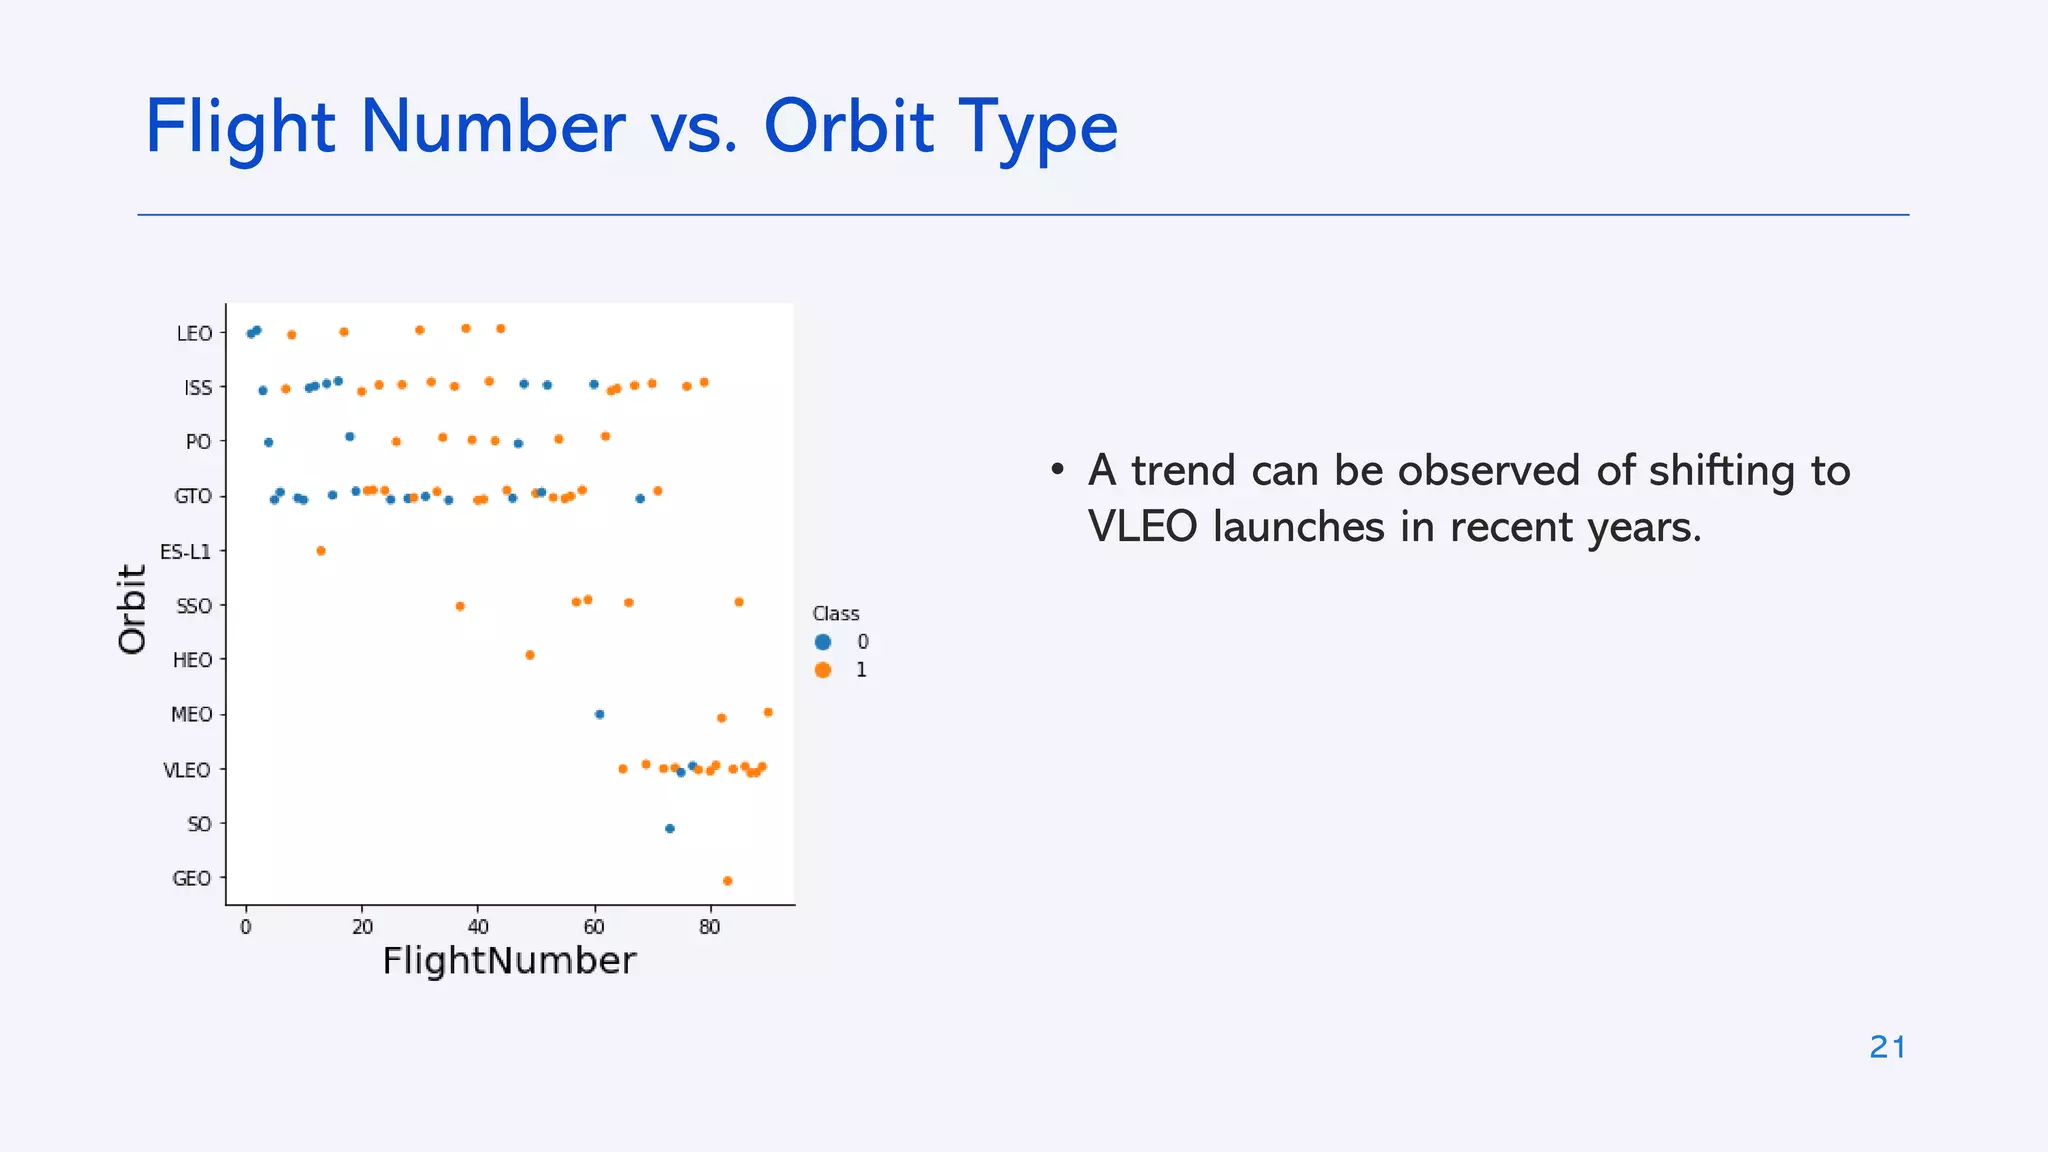 Flight Number vs. Orbit Type
LEO
ISS
PO
GTO
ES-L1
SSO
HEO
MEO
VLEO
SO
GEO
Orbit
0 20 40 60 80
FlightNumber
Class
0
1
• A trend can be observed of shifting to
VLEO launches in recent years.
21